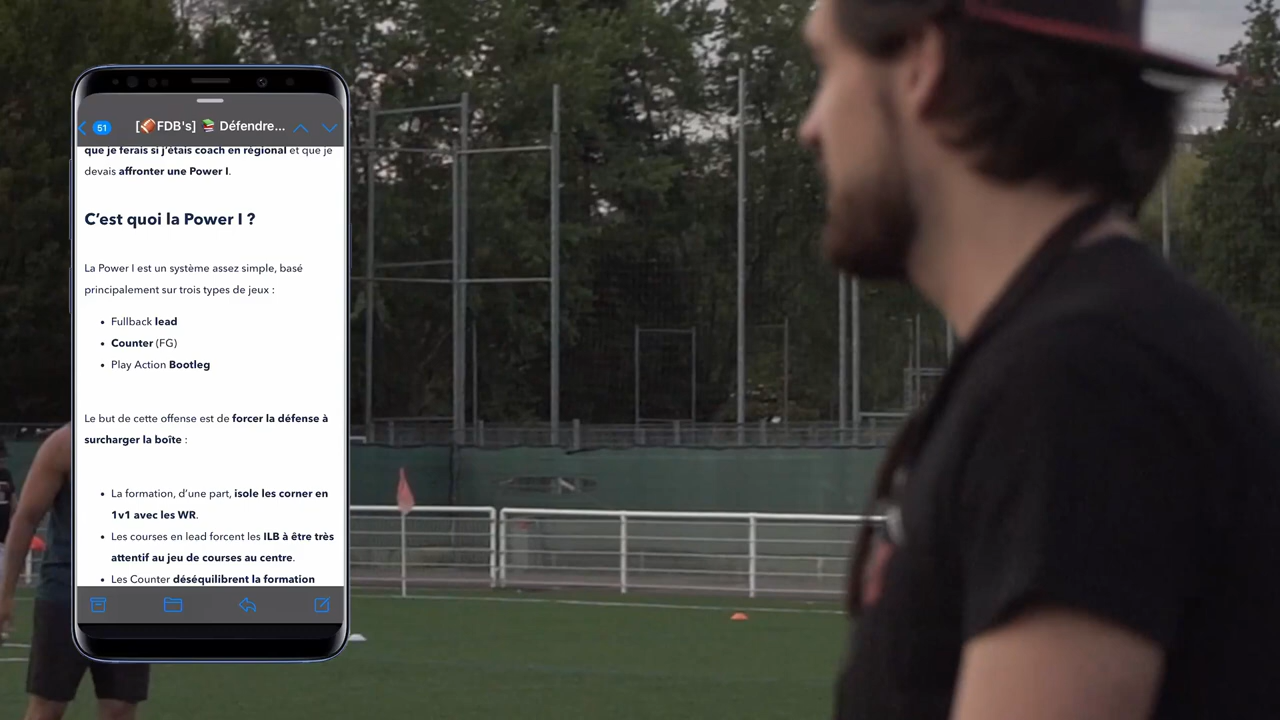 51
[🏈FDB's] 📚 Défendre...
que je ferais si j'étais coach en régional et que je
devais affronter une Power I.
C'est quoi la Power I ?
La Power I est un système assez simple, basé
principalement sur trois types de jeux :
• Fullback lead
• Counter (FG)
• Play Action Bootleg
Le but de cette offense est de forcer la défense à
surcharger la boîte :
• La formation, d'une part, isole les corner en
1v1 avec les WR.
• Les courses en lead forcent les ILB à être très
attentif au jeu de courses au centre.
• Les Counter déséquilibrent la formation